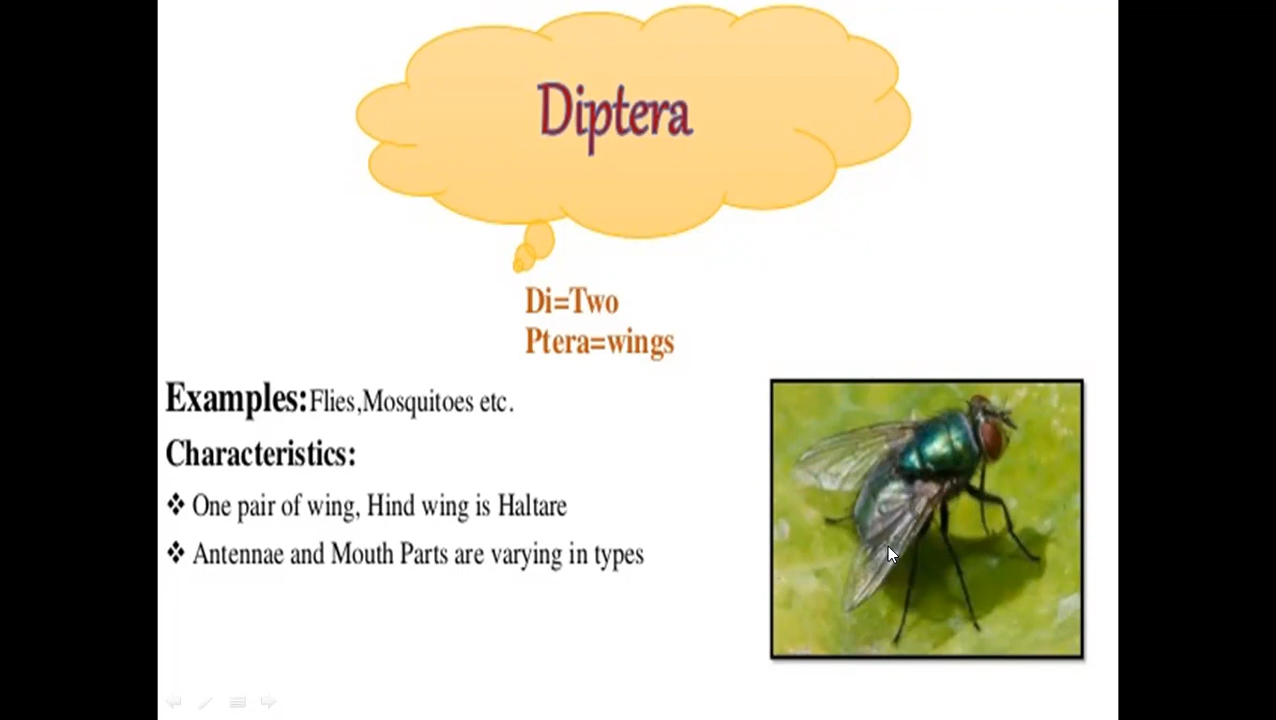 Diptera
Di=Two
Ptera=wings
Examples:Flies,Mosquitoes etc.
Characteristics:
❖ One pair of wing, Hind wing is Haltare
❖ Antennae and Mouth Parts are varying in types